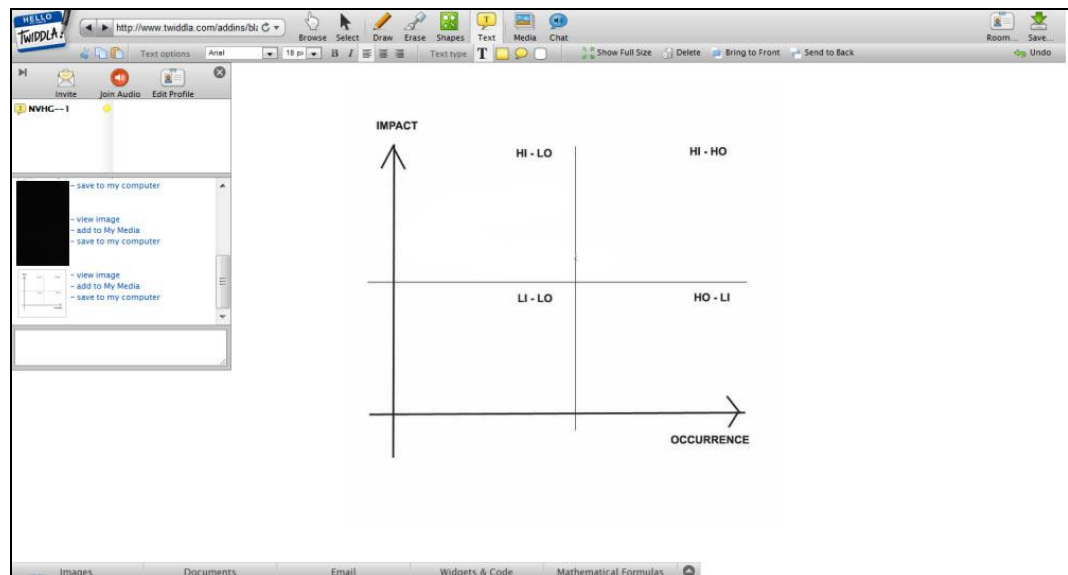 HELLO
TWIDDLA!
http://www.twiddla.com/addins/bl
Browse Select Draw Erase Shapes Text Media Chat
Room... Save...
Text options Arial 18 B I Text type T Show Full Size Delete Bring to Front Send to Back Undo
Invite Join Audio Edit Profile
NVHG--1
- save to my computer
- view image
- add to My Media
- save to my computer
- view image
- add to My Media
- save to my computer
IMPACT
HI - LO HI - HO
LI - LO HO - LI
OCCURRENCE
Images Documents Email Widgets & Code Mathematical Formulas